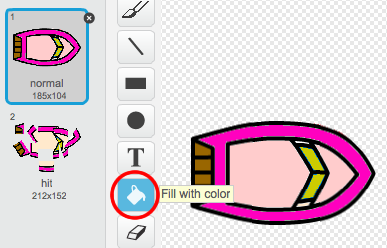 1
normal
185x104
2
hit
212x152
T
Fill with color